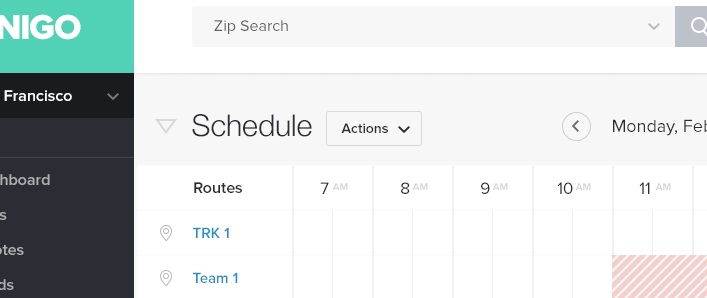 NIGO
Zip Search
Francisco
Schedule
Actions
Monday, Feb
Routes
7 AM
8 AM
9 AM
10 AM
11 AM
hboard
s
TRK 1
otes
Team 1
ds